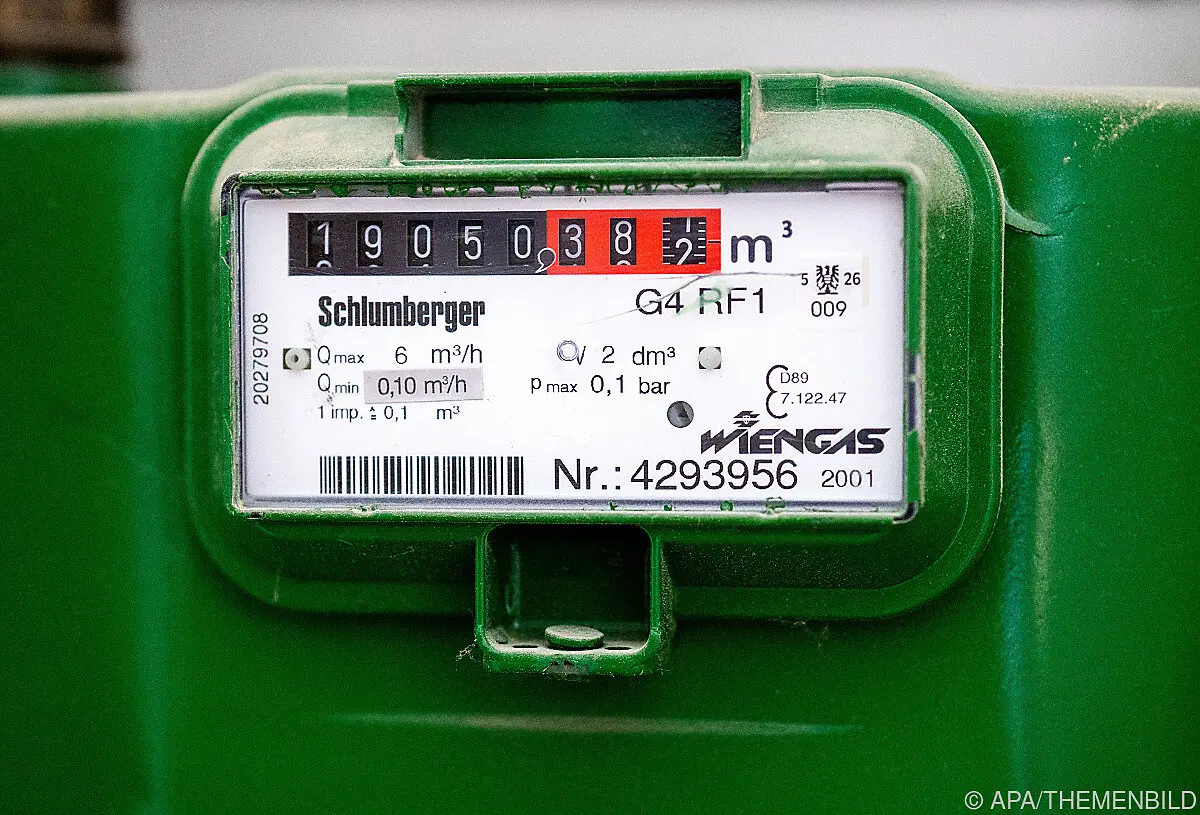 19050,38 m³
Schlumberger
G4 RF1
5 26
009
20279708
Qmax 6 m³/h
V 2 dm³
Qmin 0,10 m³/h
pmax 0,1 bar
1 imp. ≙ 0,1 m³
D89
7.122.47
WIENGAS
Nr.: 4293956 2001
© APA/THEMENBILD